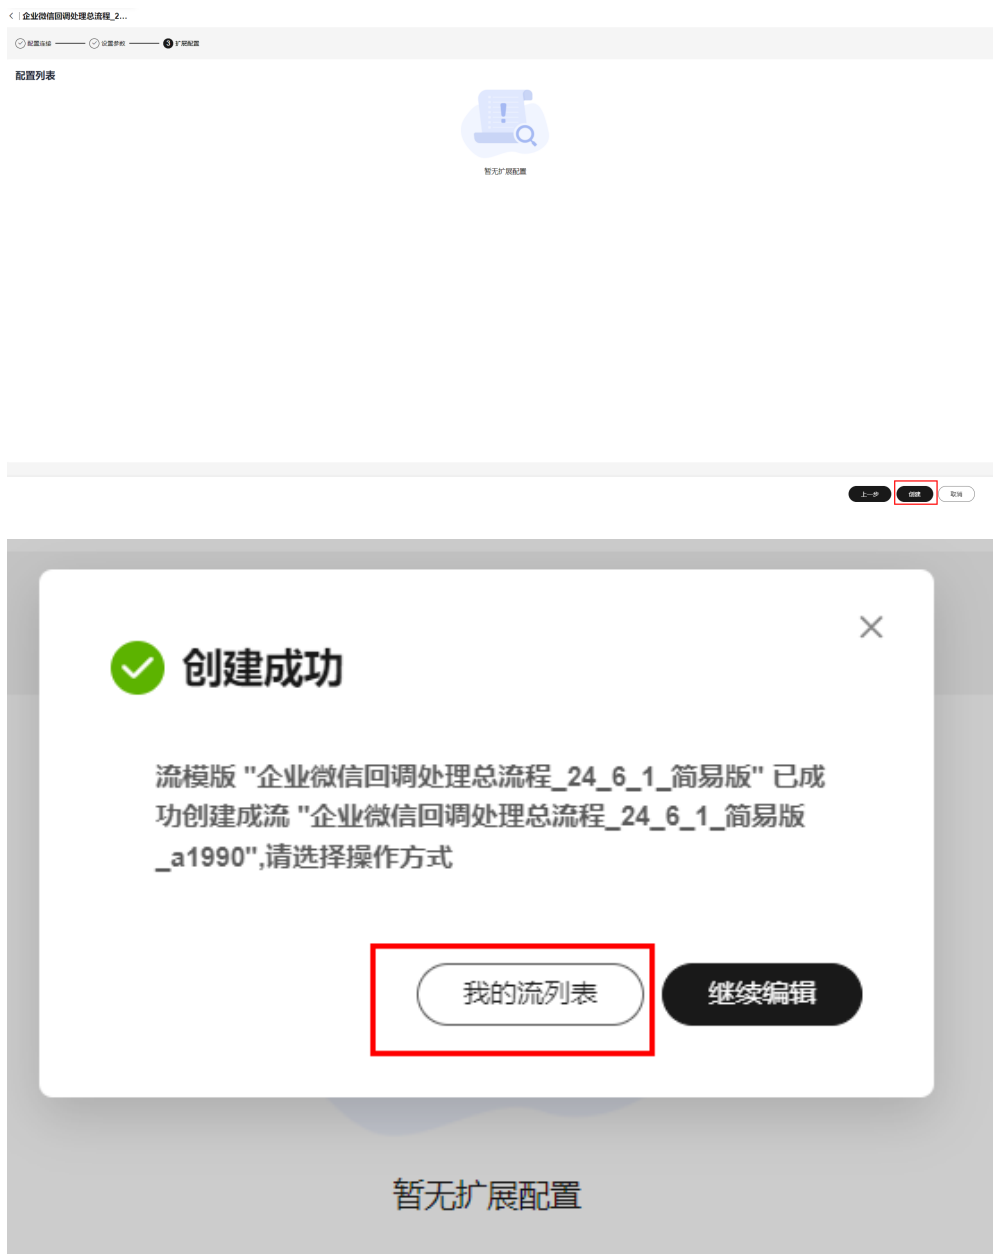 企业微信回调处理总流程_2...
配置连接
设置参数
3 扩展配置
配置列表
暂无扩展配置
上一步
创建
取消
创建成功
流模版 "企业微信回调处理总流程_24_6_1_简易版" 已成
功创建成流 "企业微信回调处理总流程_24_6_1_简易版
_a1990",请选择操作方式
我的流列表
继续编辑
暂无扩展配置